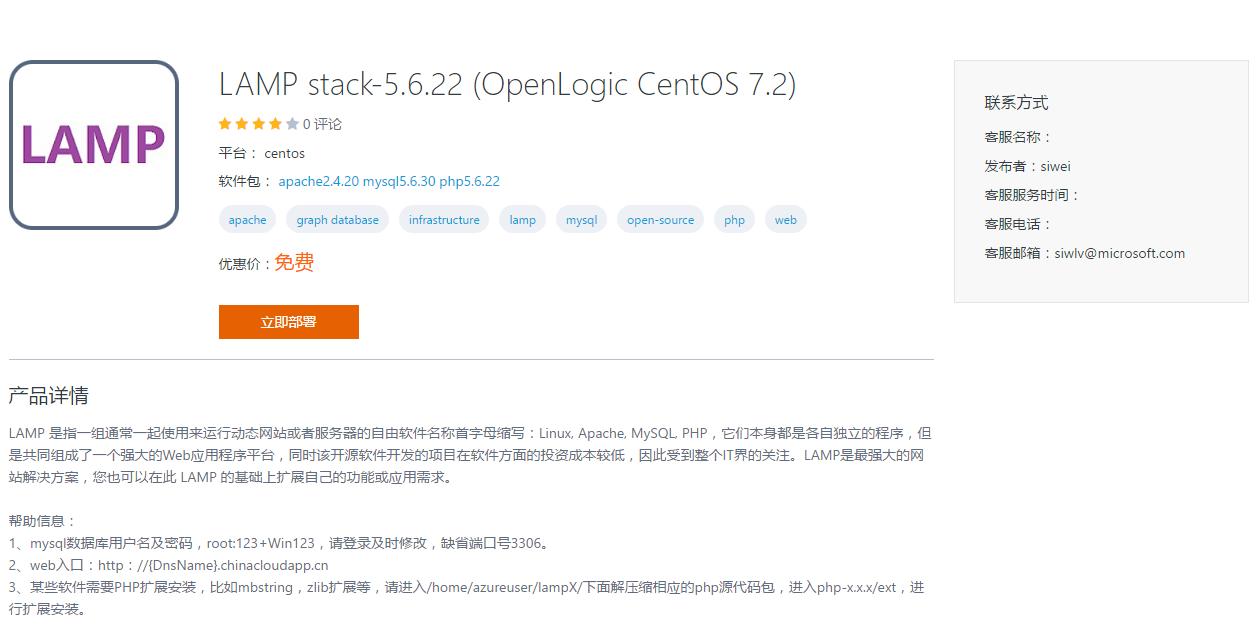 LAMP
LAMP stack-5.6.22 (OpenLogic CentOS 7.2)
0 评论
平台： centos
软件包： apache2.4.20 mysql5.6.30 php5.6.22
apache graph database infrastructure lamp mysql open-source php web
优惠价：免费
立即部署
联系方式
客服名称：
发布者：siwei
客服服务时间：
客服电话：
客服邮箱：siwlv@microsoft.com
产品详情
LAMP 是指一组通常一起使用来运行动态网站或者服务器的自由软件名称首字母缩写：Linux, Apache, MySQL, PHP，它们本身都是各自独立的程序，但
是共同组成了一个强大的Web应用程序平台，同时该开源软件开发的项目在软件方面的投资成本较低，因此受到整个IT界的关注。LAMP是最强大的网
站解决方案，您也可以在此 LAMP 的基础上扩展自己的功能或应用需求。
帮助信息：
1、mysql数据库用户名及密码，root:123+Win123，请登录及时修改，缺省端口号3306。
2、web入口：http：//{DnsName}.chinacloudapp.cn
3、某些软件需要PHP扩展安装，比如mbstring，zlib扩展等，请进入/home/azureuser/lampX/下面解压缩相应的php源代码包，进入php-x.x.x/ext，进
行扩展安装。